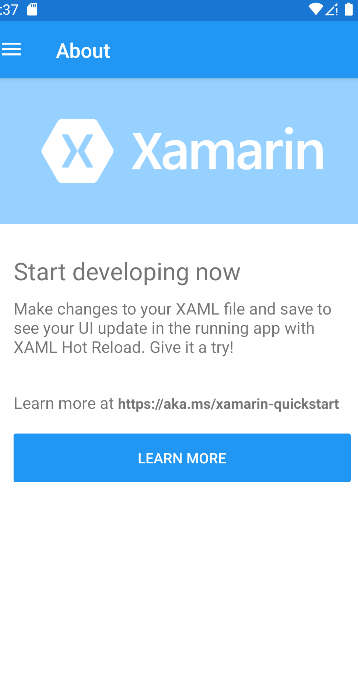 :37
About
Xamarin
Start developing now
Make changes to your XAML file and save to
see your UI update in the running app with
XAML Hot Reload. Give it a try!
Learn more at https://aka.ms/xamarin-quickstart
LEARN MORE